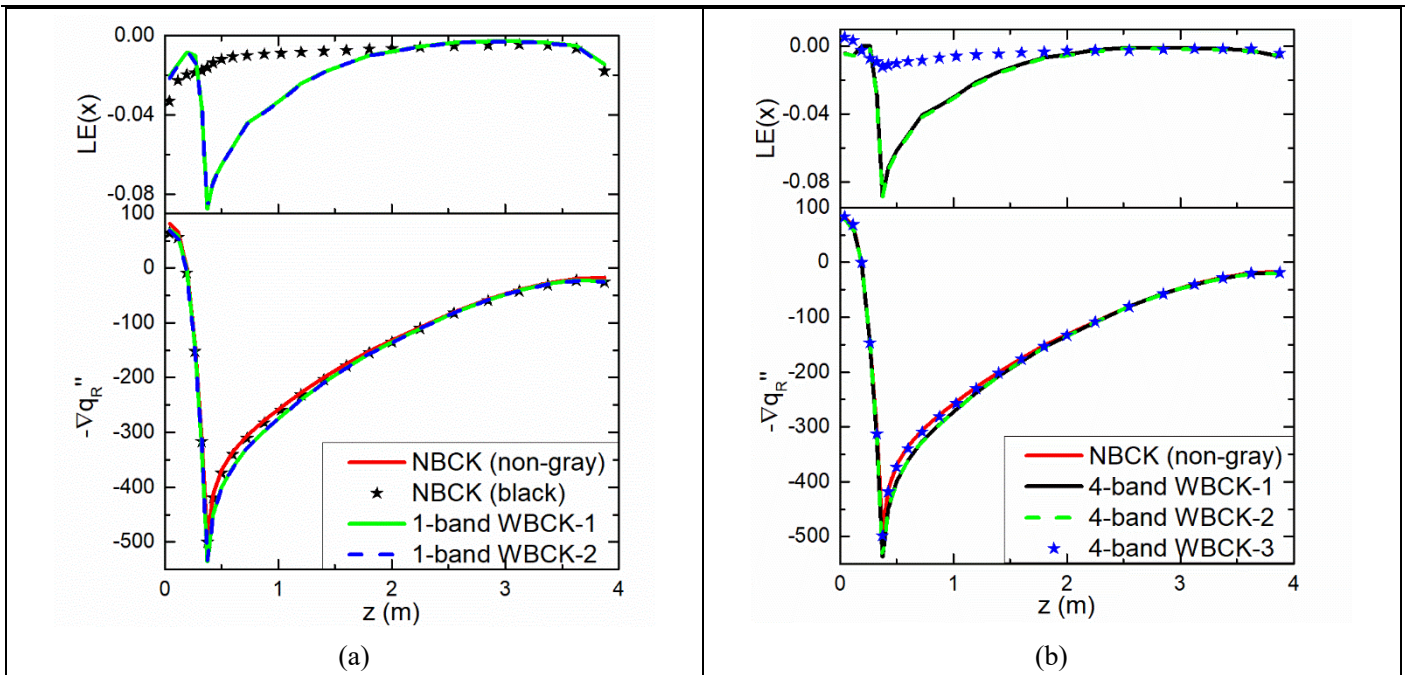 0.00
-0.04
-0.08
LE(x)
100
0
-100
-200
-300
-400
-500
-∇q_R''
NBCK (non-gray)
NBCK (black)
1-band WBCK-1
1-band WBCK-2
0 1 2 3 4
z (m)
(a)
0.00
-0.04
-0.08
LE(x)
100
0
-100
-200
-300
-400
-500
-∇q_R''
NBCK (non-gray)
4-band WBCK-1
4-band WBCK-2
4-band WBCK-3
0 1 2 3 4
z (m)
(b)